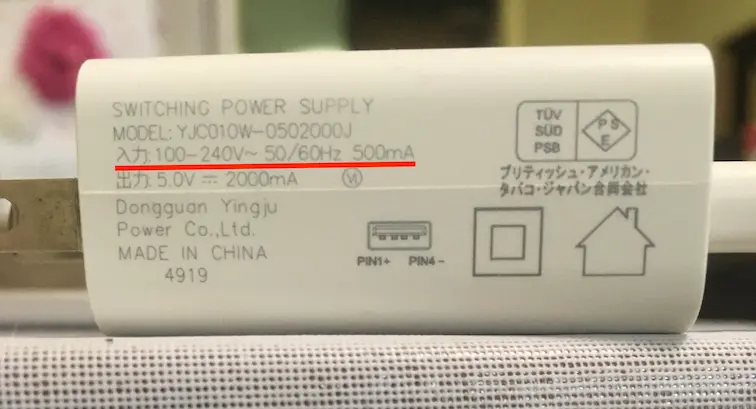 SWITCHING POWER SUPPLY
MODEL: YJC010W-0502000J
入力: 100-240V~ 50/60Hz 500mA
出力: 5.0V ⎓ 2000mA VI
Dongguan Yingju
Power Co.,Ltd.
MADE IN CHINA
4919
TÜV
SÜD
PSB
PS
E
ブリティッシュ・アメリカン・
タバコ・ジャパン合同会社
PIN1+ PIN4-